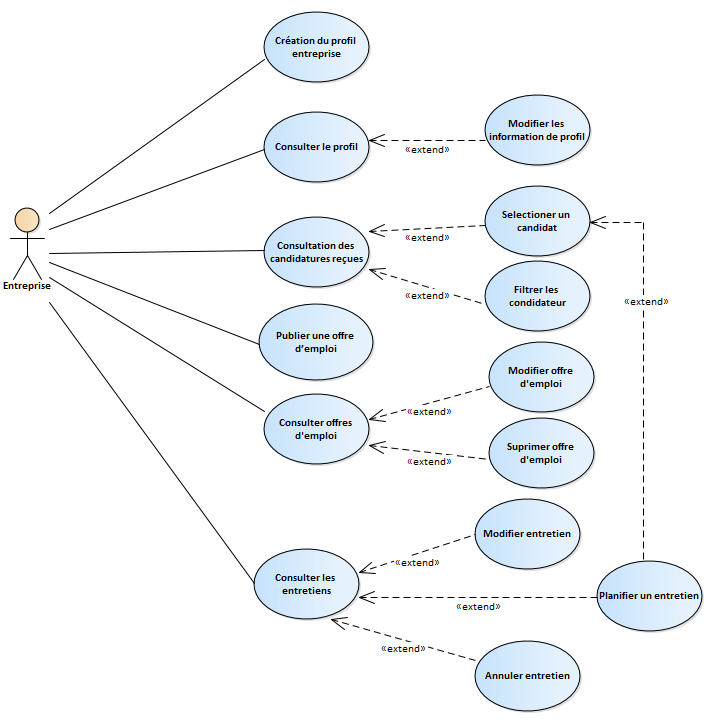 Création du profil
entreprise
Consulter le profil
Modifier les
information de profil
«extend»
Selectioner un
candidat
«extend»
Consultation des
candidatures reçues
Entreprise
Filtrer les
condidateur
«extend»
«extend»
Publier une offre
d'emploi
Modifier offre
d'emploi
«extend»
Consulter offres
d'emploi
Suprimer offre
d'emploi
«extend»
Modifier entretien
«extend»
Consulter les
entretiens
Planifier un entretien
«extend»
«extend»
Annuler entretien